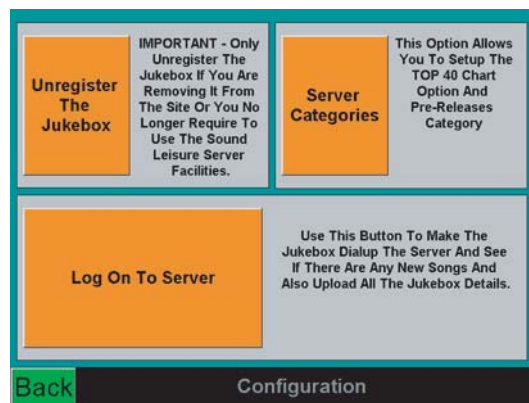 Unregister
The
Jukebox
IMPORTANT - Only
Unregister The
Jukebox If You Are
Removing It From
The Site Or You No
Longer Require To
Use The Sound
Leisure Server
Facilities.
Server
Categories
This Option Allows
You To Setup The
TOP 40 Chart
Option And
Pre-Releases
Category
Log On To Server
Use This Button To Make The
Jukebox Dialup The Server And See
If There Are Any New Songs And
Also Upload All The Jukebox Details.
Back
Configuration